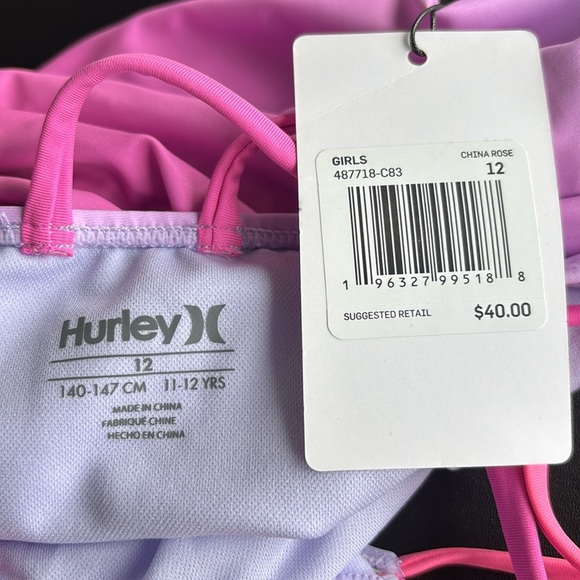 GIRLS CHINA ROSE
487718-C83 12
1 96327 99518 8
SUGGESTED RETAIL $40.00
Hurley
12
140-147 CM 11-12 YRS
MADE IN CHINA
FABRIQUÉ CHINE
HECHO EN CHINA